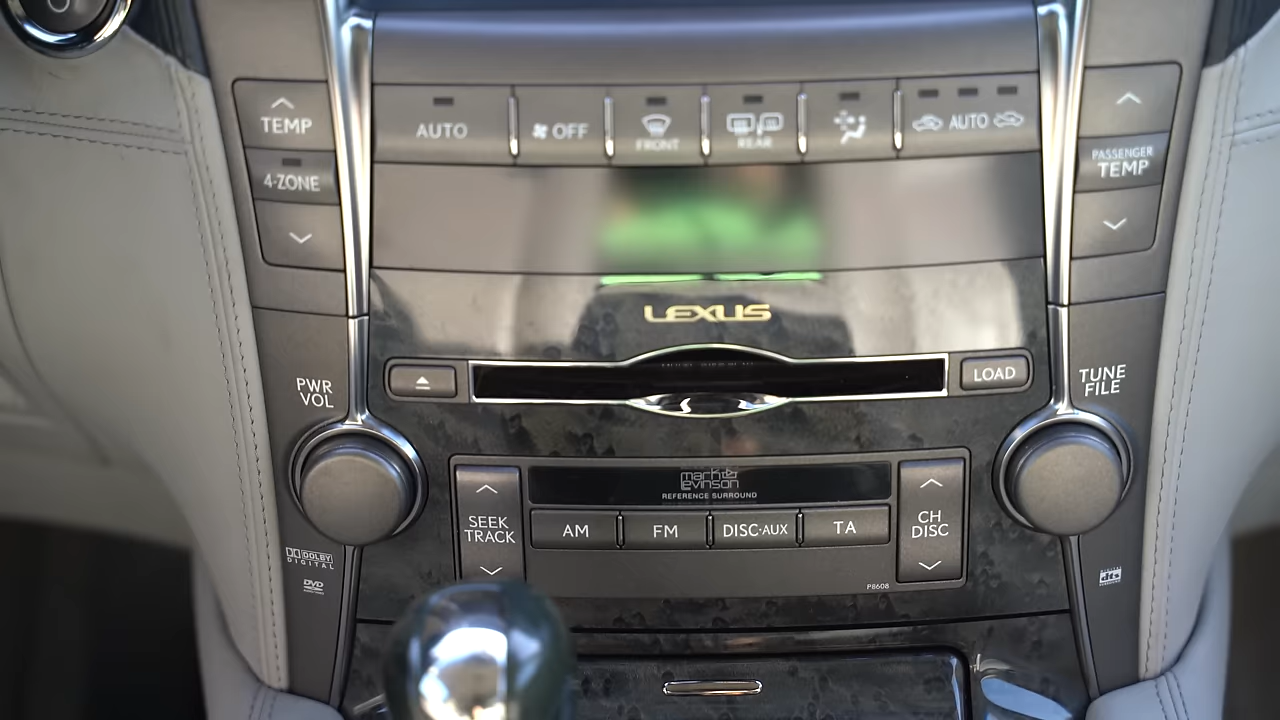 TEMP
4-ZONE
AUTO
OFF
FRONT
REAR
AUTO
PASSENGER
TEMP
LEXUS
LOAD
PWR
VOL
TUNE
FILE
mark
levinson
REFERENCE SURROUND
SEEK
TRACK
AM
FM
DISC·AUX
TA
CH
DISC
P8608
DOLBY
DIGITAL
DVD
dts